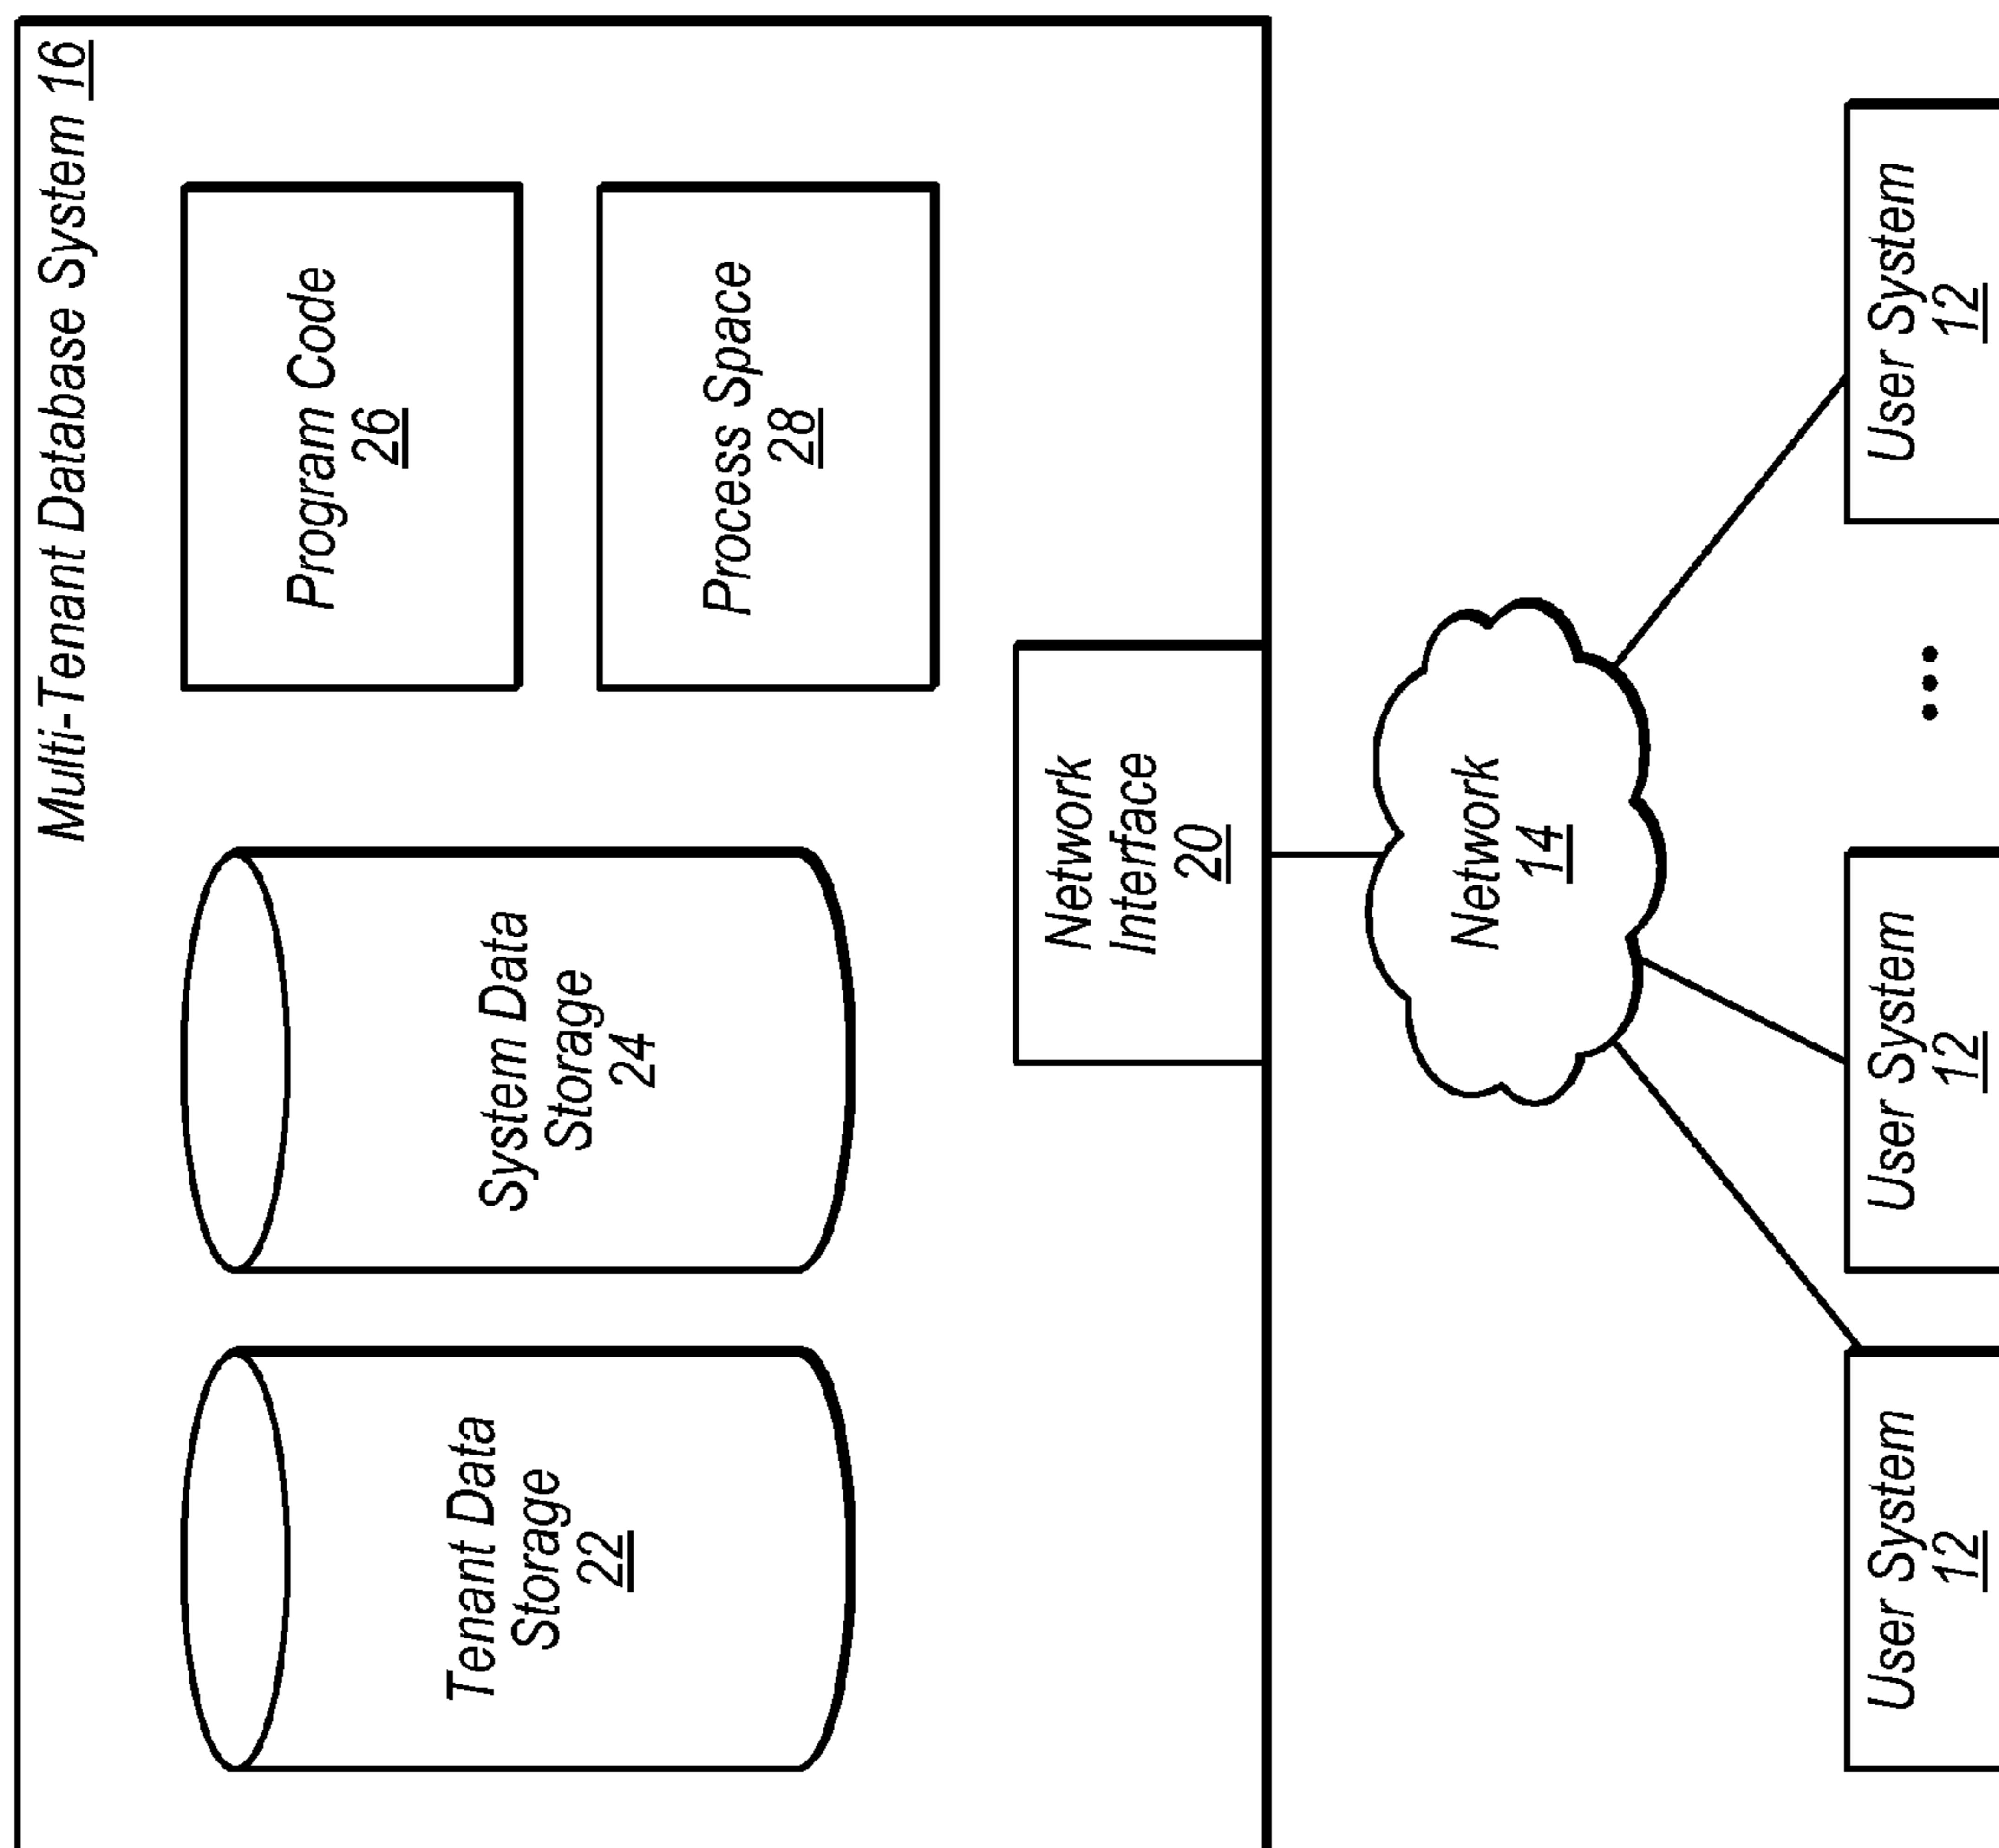 Multi-Tenant Database System 16
Tenant Data
Storage
22
System Data
Storage
24
Program Code
26
Process Space
28
Network
Interface
20
Network
14
User System
12
User System
12
User System
12